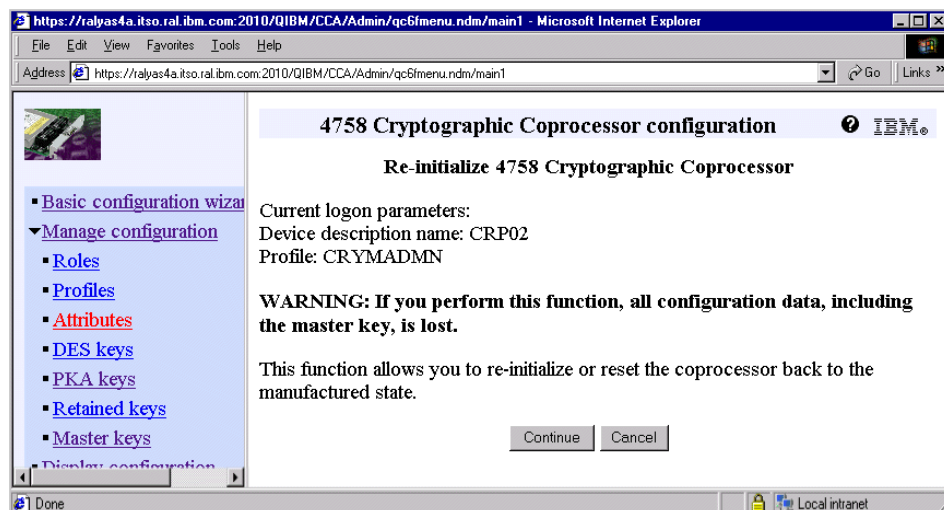 https://ralyas4a.itso.ral.ibm.com:2010/QIBM/CCA/Admin/qc6fmenu.ndm/main1 - Microsoft Internet Explorer
File Edit View Favorites Tools Help
Address https://ralyas4a.itso.ral.ibm.com:2010/QIBM/CCA/Admin/qc6fmenu.ndm/main1 Go Links »
Basic configuration wizar
Manage configuration
Roles
Profiles
Attributes
DES keys
PKA keys
Retained keys
Master keys
Display configuration
4758 Cryptographic Coprocessor configuration ? IBM®
Re-initialize 4758 Cryptographic Coprocessor
Current logon parameters:
Device description name: CRP02
Profile: CRYMADMN
WARNING: If you perform this function, all configuration data, including
the master key, is lost.
This function allows you to re-initialize or reset the coprocessor back to the
manufactured state.
Continue Cancel
Done Local intranet